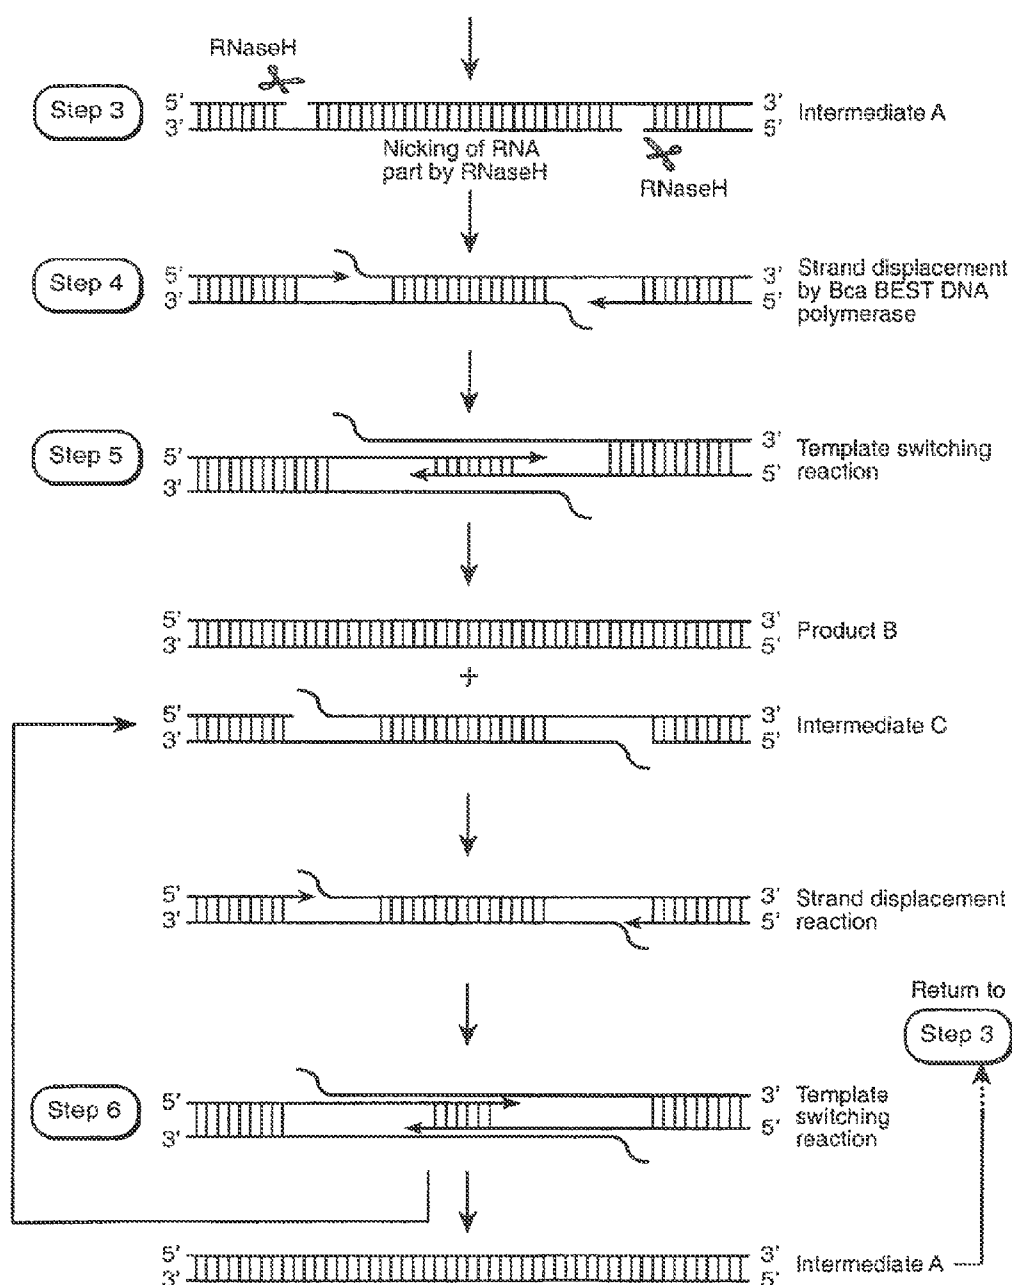 RNaseH
Step 3
5' 3'
3' 5'
Intermediate A
Nicking of RNA
part by RNaseH
RNaseH
Step 4
5' 3'
3' 5'
Strand displacement
by Bca BEST DNA
polymerase
Step 5
3'
5' 5'
3'
Template switching
reaction
5' 3'
3' 5'
Product B
+
5' 3'
3' 5'
Intermediate C
5' 3'
3' 5'
Strand displacement
reaction
Return to
Step 3
Step 6
3'
5' 5'
3'
Template
switching
reaction
5' 3'
3' 5'
Intermediate A